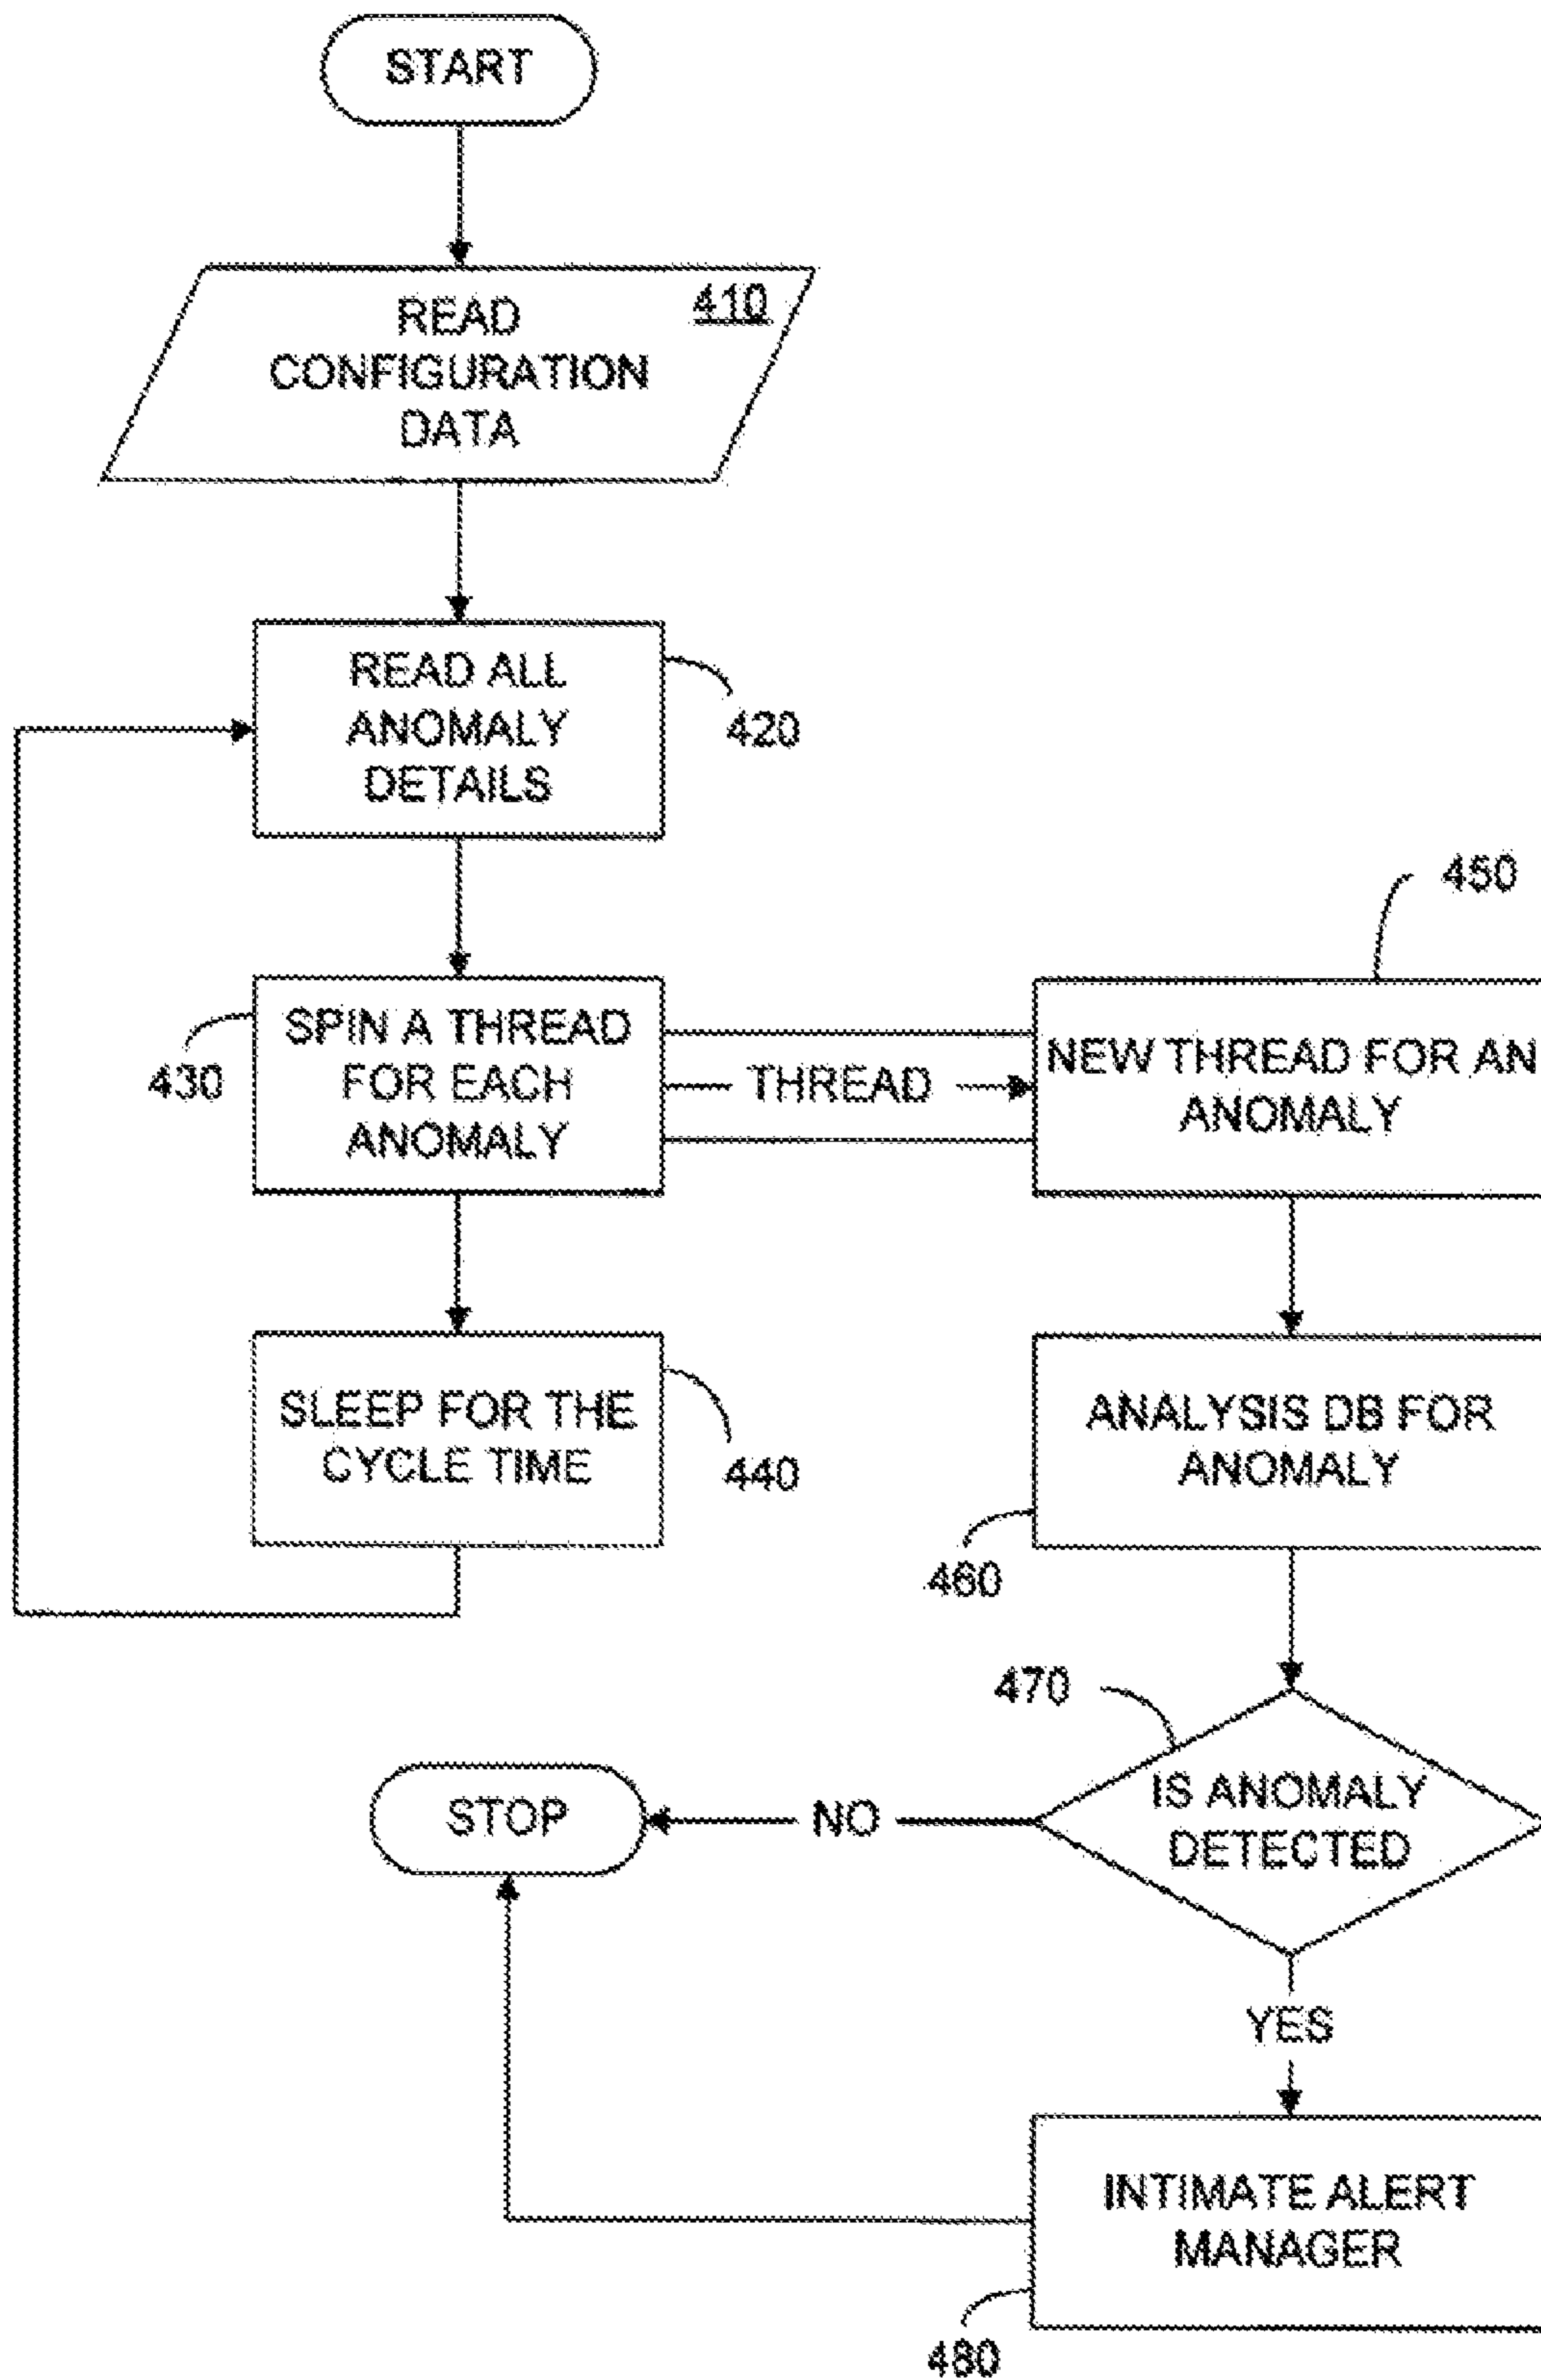 START
410
READ
CONFIGURATION
DATA
READ ALL
ANOMALY
DETAILS
420
450
SPIN A THREAD
FOR EACH
ANOMALY
430
THREAD
NEW THREAD FOR AN
ANOMALY
SLEEP FOR THE
CYCLE TIME
440
ANALYSIS DB FOR
ANOMALY
460
470
IS ANOMALY
DETECTED
NO
STOP
YES
INTIMATE ALERT
MANAGER
480